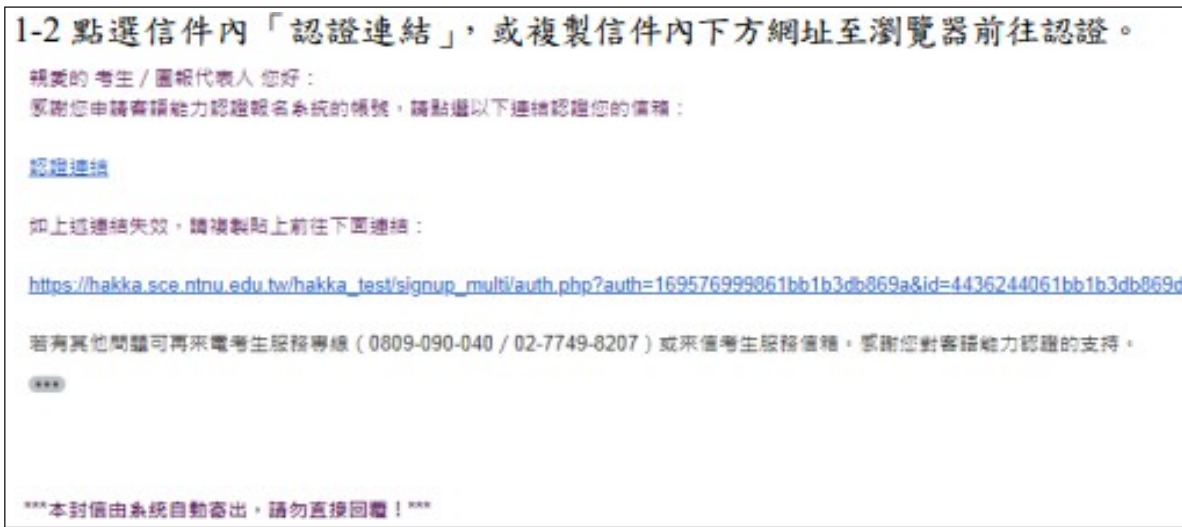 1-2 點選信件內「認證連結」，或複製信件內下方網址至瀏覽器前往認證。
親愛的 考生 / 團報代表人 您好：
感謝您申請客語能力認證報名系統的帳號，請點選以下連結認證您的信箱：
認證連結
如上述連結失效，請複製貼上前往下面連結：
https://hakka.sce.ntnu.edu.tw/hakka_test/signup_multi/auth.php?auth=169576999861bb1b3db869a&id=4436244061bb1b3db869d
若有其他問題可再來電考生服務專線（0809-090-040 / 02-7749-8207）或來信考生服務信箱，感謝您對客語能力認證的支持。
***本封信由系統自動寄出，請勿直接回覆！***